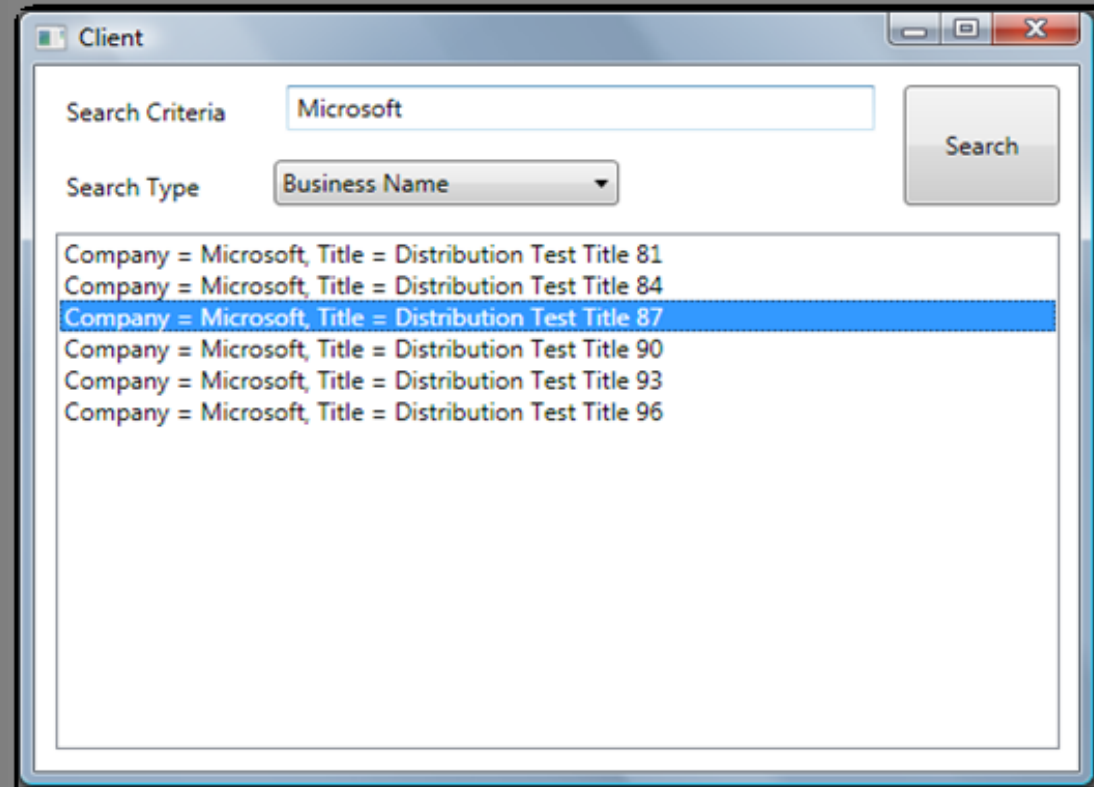 Client
Search Criteria Microsoft
Search
Search Type Business Name
Company = Microsoft, Title = Distribution Test Title 81
Company = Microsoft, Title = Distribution Test Title 84
Company = Microsoft, Title = Distribution Test Title 87
Company = Microsoft, Title = Distribution Test Title 90
Company = Microsoft, Title = Distribution Test Title 93
Company = Microsoft, Title = Distribution Test Title 96